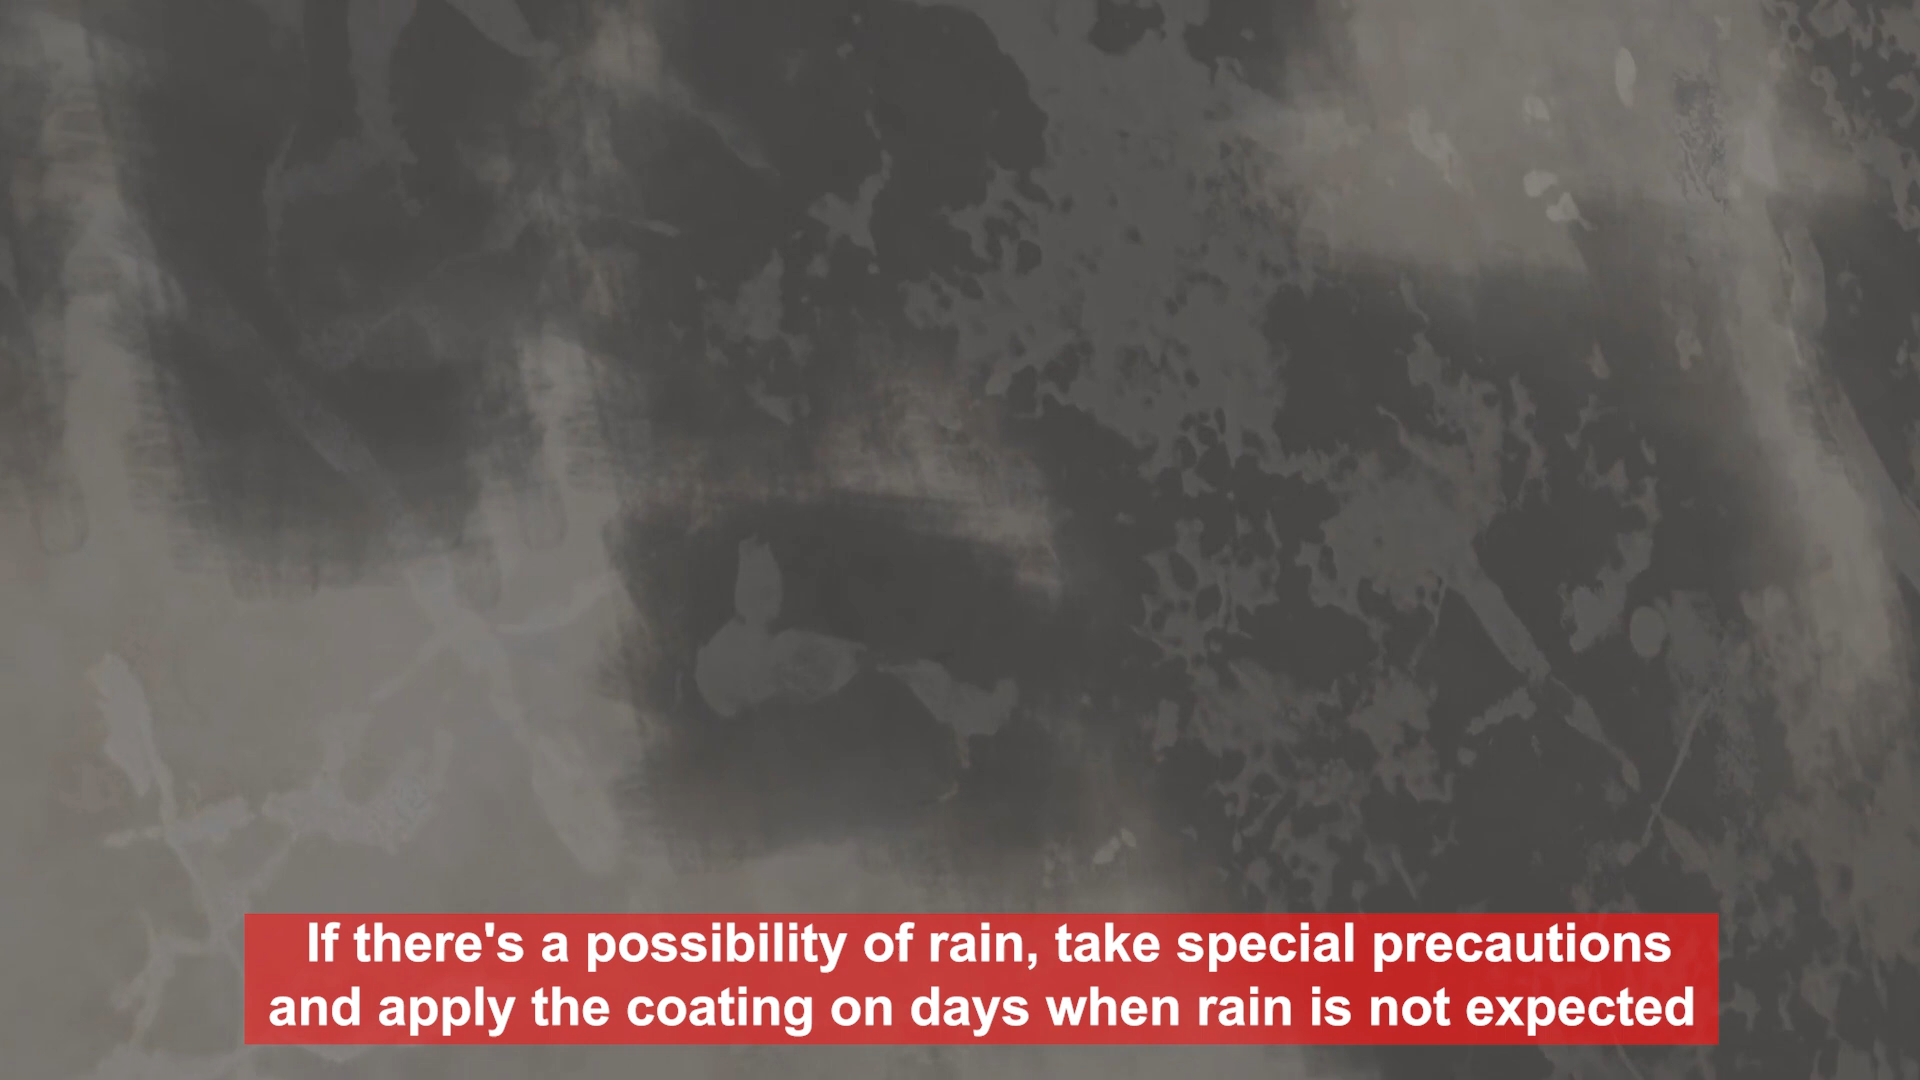 If there's a possibility of rain, take special precautions
and apply the coating on days when rain is not expected